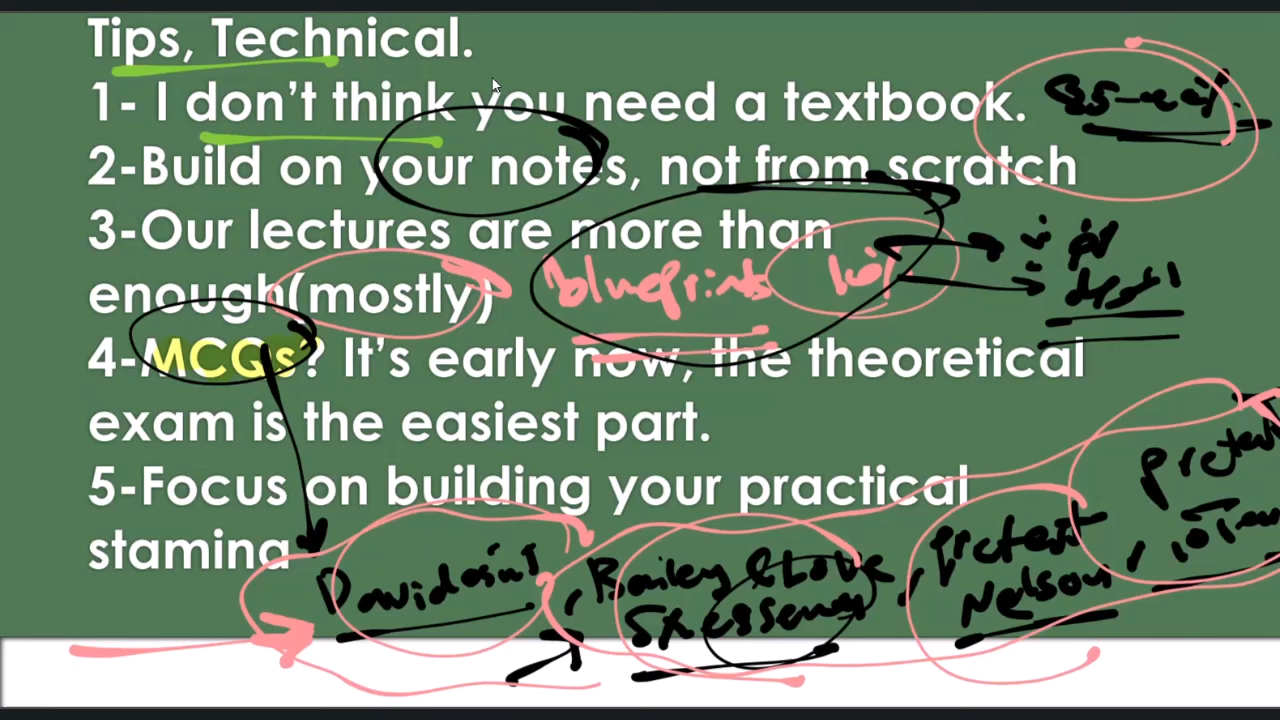 Tips, Technical.
1- I don’t think you need a textbook.
2-Build on your notes, not from scratch
3-Our lectures are more than
enough(mostly)
blueprints
4-MCQs? It’s early now, the theoretical
exam is the easiest part.
5-Focus on building your practical
stamina
Davidson's, Bailey & Love, pretest
essense Nelson